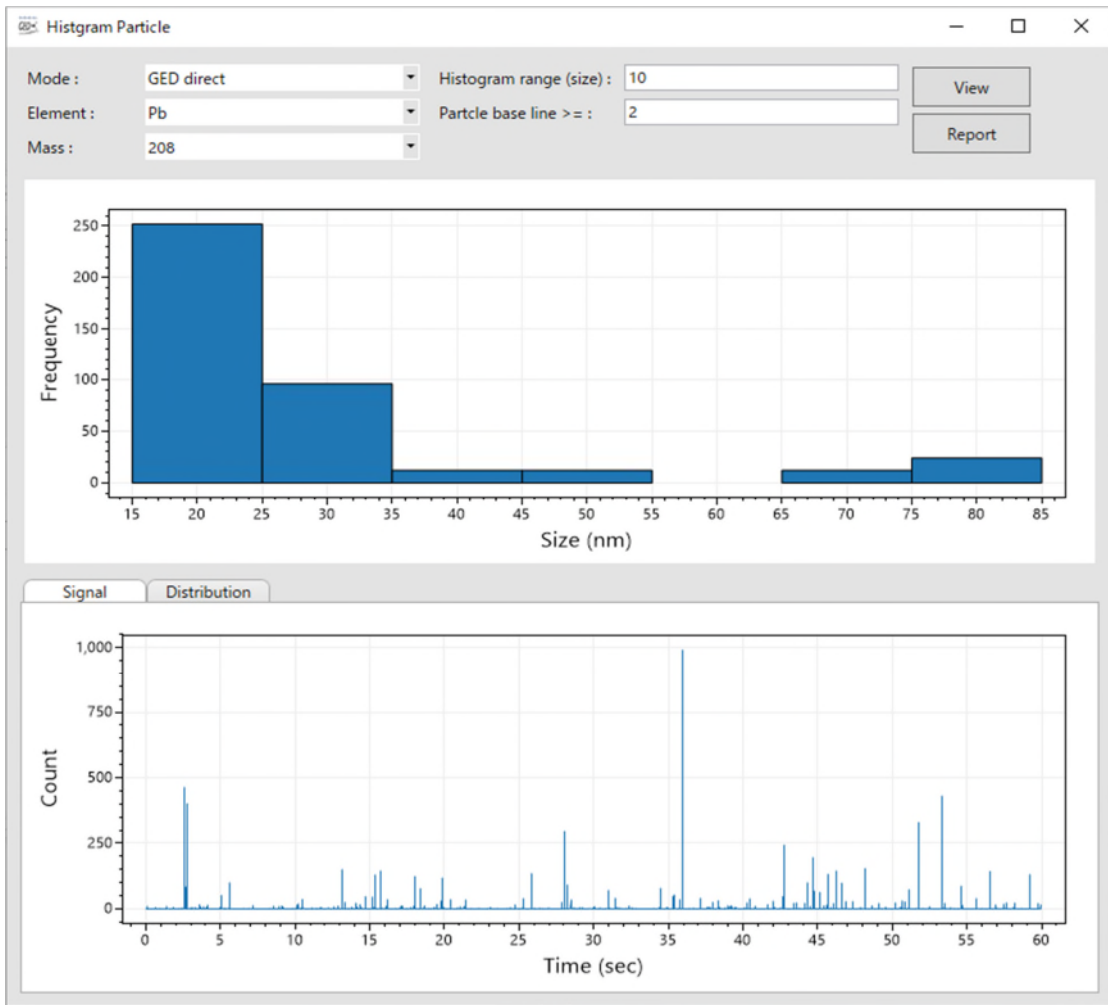 Histgram Particle
Mode : GED direct Histogram range (size) : 10 View
Element : Pb Partcle base line >= : 2
Mass : 208 Report
250
200
150
100
50
0
Frequency
15 20 25 30 35 40 45 50 55 60 65 70 75 80 85
Size (nm)
Signal Distribution
1,000
750
500
250
0
Count
0 5 10 15 20 25 30 35 40 45 50 55 60
Time (sec)